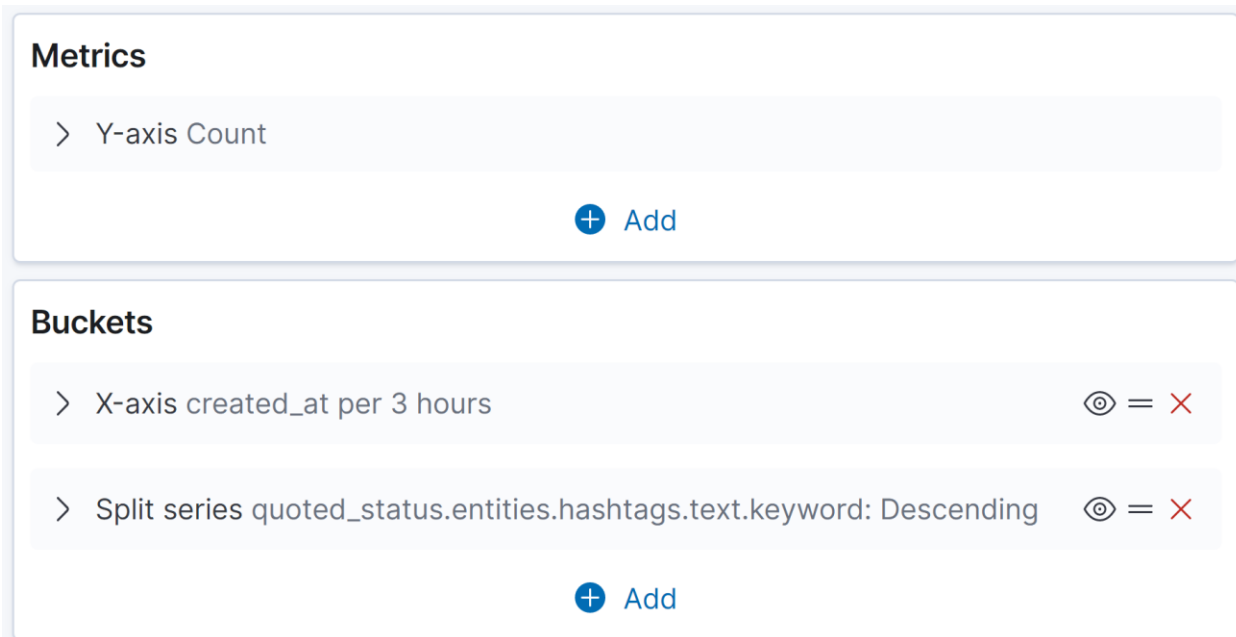 Metrics
Y-axis Count
Add
Buckets
X-axis created_at per 3 hours
Split series quoted_status.entities.hashtags.text.keyword: Descending
Add